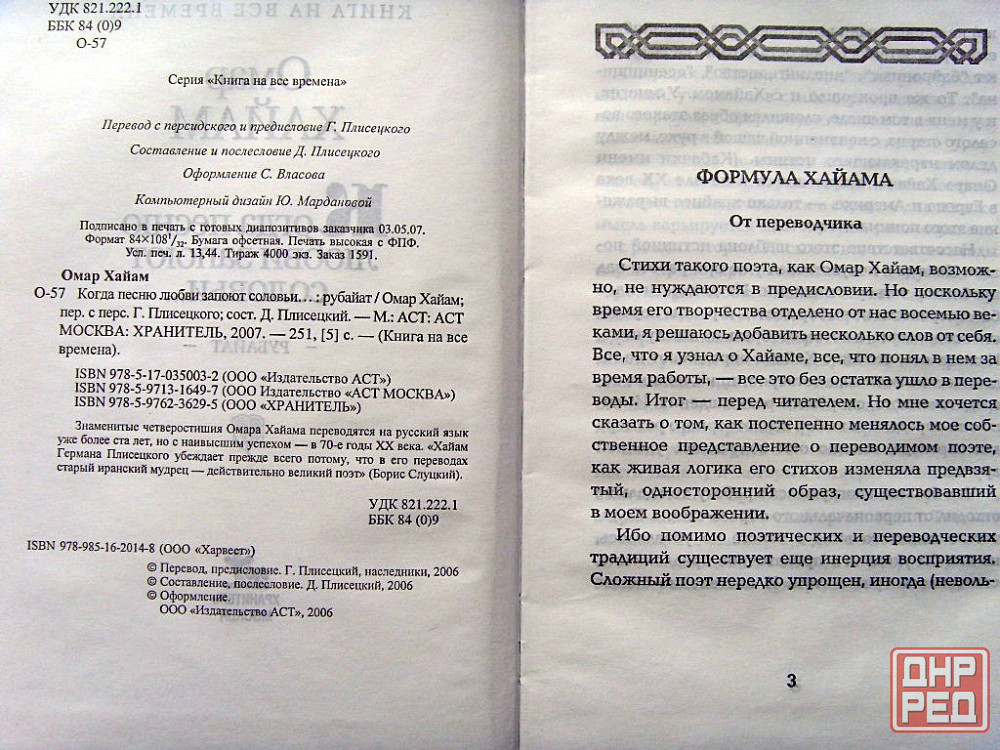 УДК 821.222.1
ББК 84 (0)9
О-57
Серия «Книга на все времена»
Перевод с персидского и предисловие Г. Плисецкого
Составление и послесловие Д. Плисецкого
Оформление С. Власова
Компьютерный дизайн Ю. Мардановой
Подписано в печать с готовых диапозитивов заказчика 03.05.07.
Формат 84×108 1/32. Бумага офсетная. Печать высокая с ФПФ.
Усл. печ. л. 13,44. Тираж 4000 экз. Заказ 1591.
Омар Хайам
О-57 Когда песню любви запоют соловьи...: рубайат / Омар Хайам;
пер. с перс. Г. Плисецкого; сост. Д. Плисецкий. — М.: АСТ: АСТ
МОСКВА: ХРАНИТЕЛЬ, 2007. — 251, [5] с. — (Книга на все
времена).
ISBN 978-5-17-035003-2 (ООО «Издательство АСТ»)
ISBN 978-5-9713-1649-7 (ООО Издательство «АСТ МОСКВА»)
ISBN 978-5-9762-3629-5 (ООО «ХРАНИТЕЛЬ»)
Знаменитые четверостишия Омара Хайама переводятся на русский язык
уже более ста лет, но с наивысшим успехом — в 70-е годы XX века. «Хайам
Германа Плисецкого убеждает прежде всего потому, что в его переводах
старый иранский мудрец — действительно великий поэт» (Борис Слуцкий).
УДК 821.222.1
ББК 84 (0)9
ISBN 978-985-16-2014-8 (ООО «Харвест»)
© Перевод, предисловие. Г. Плисецкий, наследники, 2006
© Составление, послесловие. Д. Плисецкий, 2006
© Оформление.
ООО «Издательство АСТ», 2006
ФОРМУЛА ХАЙАМА
От переводчика
Стихи такого поэта, как Омар Хайам, возмож-
но, не нуждаются в предисловии. Но поскольку
время его творчества отделено от нас восемью ве-
ками, я решаюсь добавить несколько слов от себя.
Все, что я узнал о Хайаме, все, что понял в нем за
время работы, — все это без остатка ушло в пере-
воды. Итог — перед читателем. Но мне хочется
сказать о том, как постепенно менялось мое соб-
ственное представление о переводимом поэте,
как живая логика его стихов изменяла предвзя-
тый, односторонний образ, существовавший
в моем воображении.
Ибо помимо поэтических и переводческих
традиций существует еще инерция восприятия.
Сложный поэт нередко упрощен, иногда (неволь-
3
ДНР
РЕД